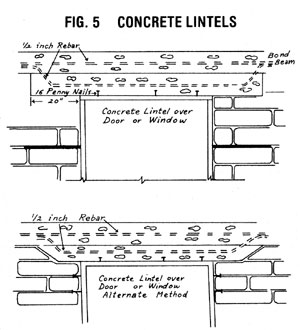 FIG. 5 CONCRETE LINTELS
1/2 inch Rebar
Bond
Beam
16 Penny Nails
20"
Concrete Lintel over
Door or Window
1/2 inch Rebar
Concrete Lintel over
Door or Window
Alternate Method